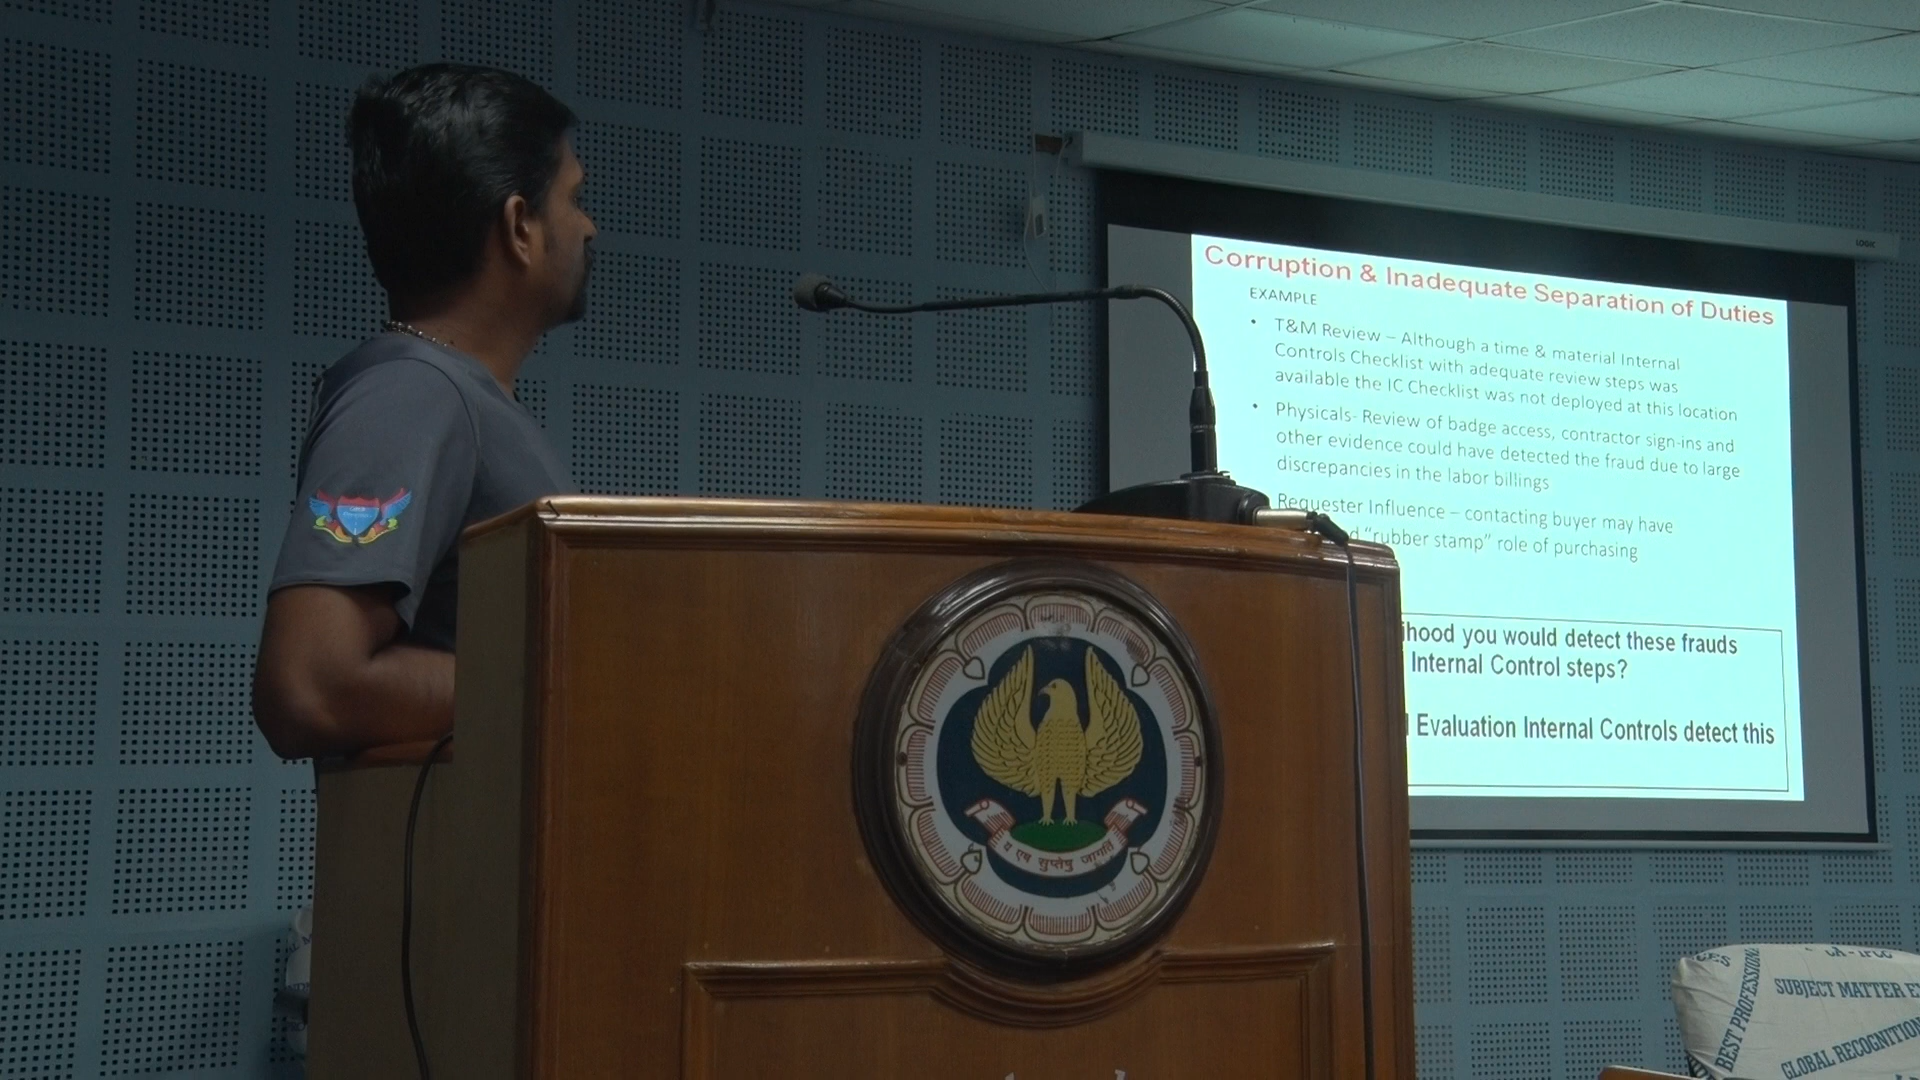 LOGIC
Corruption & Inadequate Separation of Duties
EXAMPLE
• T&M Review – Although a time & material Internal
Controls Checklist with adequate review steps was
available the IC Checklist was not deployed at this location
• Physicals- Review of badge access, contractor sign-ins and
other evidence could have detected the fraud due to large
discrepancies in the labor billings
Requester Influence – contacting buyer may have
"rubber stamp" role of purchasing
you would detect these frauds
Internal Control steps?
Evaluation Internal Controls detect this
य एष सुप्तेषु जागर्ति
BEST PROFESSION
SUBJECT MATTER
GLOBAL RECOGNITION